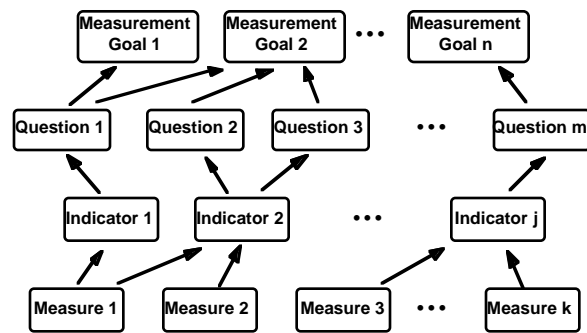 Measurement Goal 1
Measurement Goal 2
•••
Measurement Goal n
Question 1
Question 2
Question 3
•••
Question m
Indicator 1
Indicator 2
•••
Indicator j
Measure 1
Measure 2
Measure 3
•••
Measure k